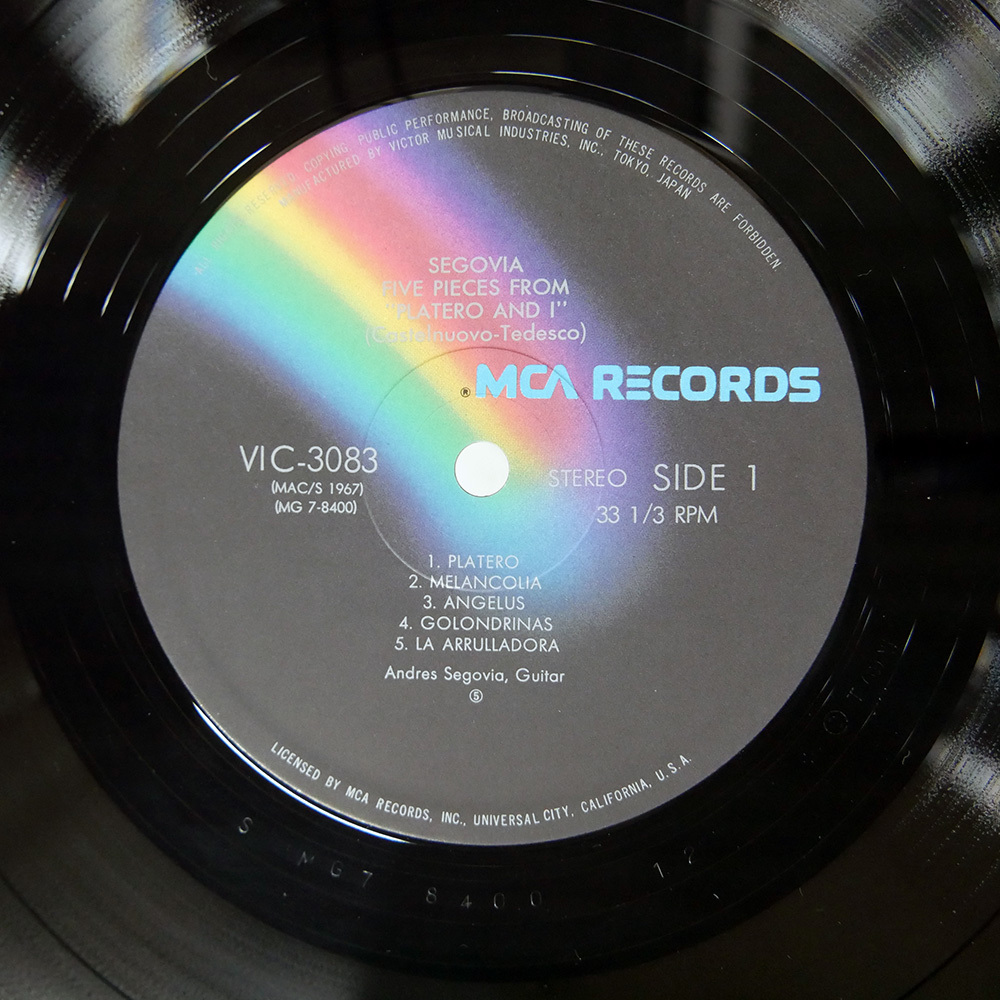 ALL RIGHTS RESERVED. COPYING PUBLIC PERFORMANCE, BROADCASTING OF THESE RECORDS ARE FORBIDDEN.
MANUFACTURED BY VICTOR MUSICAL INDUSTRIES, INC., TOKYO, JAPAN
SEGOVIA
FIVE PIECES FROM
"PLATERO AND I"
(Castelnuovo-Tedesco)
® MCA RECORDS
VIC-3083
(MAC/S 1967)
(MG 7-8400)
STEREO SIDE 1
33 1/3 RPM
1. PLATERO
2. MELANCOLIA
3. ANGELUS
4. GOLONDRINAS
5. LA ARRULLADORA
Andres Segovia, Guitar
Ⓢ
LICENSED BY MCA RECORDS, INC., UNIVERSAL CITY, CALIFORNIA, U.S.A.
S MG7 8400 12